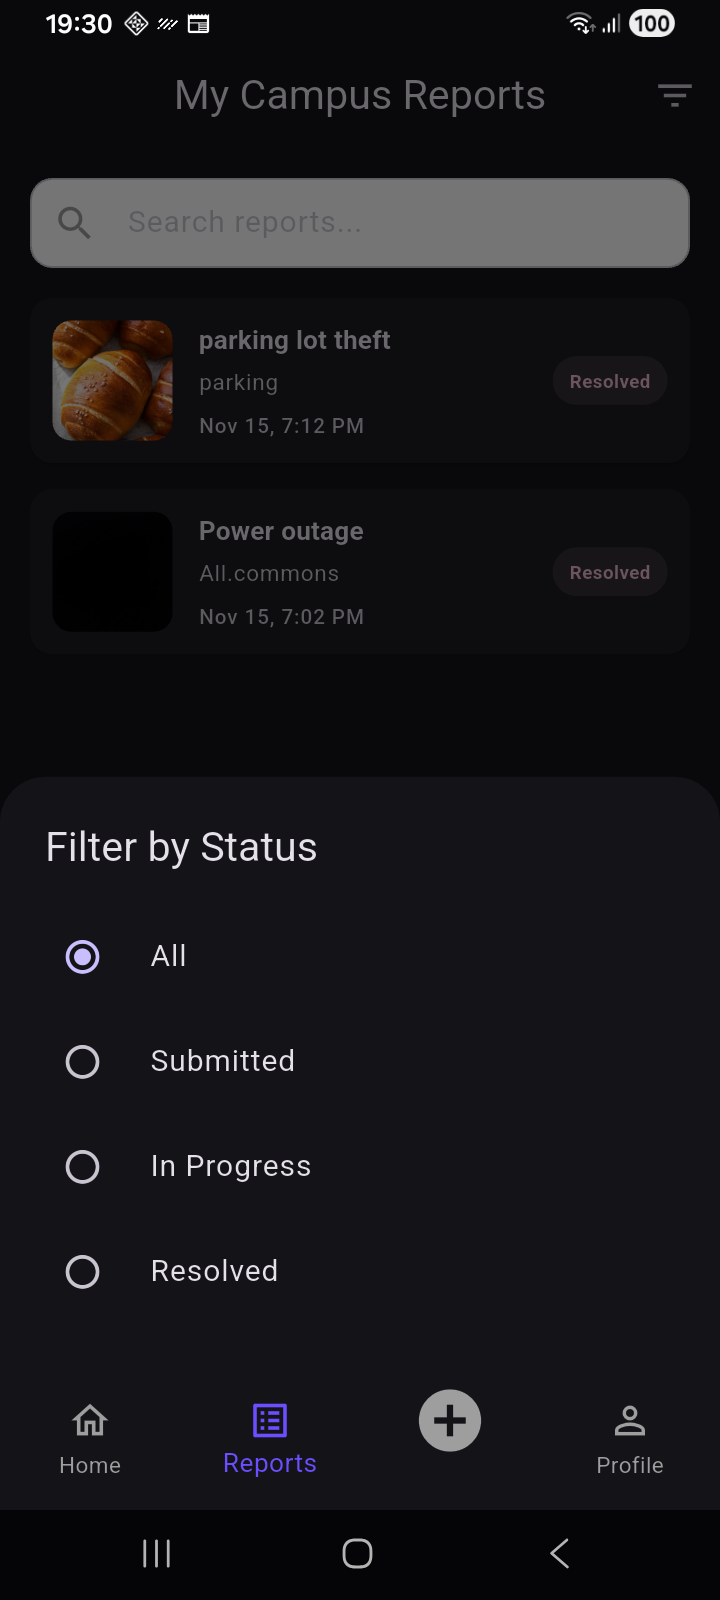 19:30
100
My Campus Reports
Search reports...
parking lot theft
parking
Nov 15, 7:12 PM
Resolved
Power outage
All.commons
Nov 15, 7:02 PM
Resolved
Filter by Status
All
Submitted
In Progress
Resolved
Home
Reports
Profile